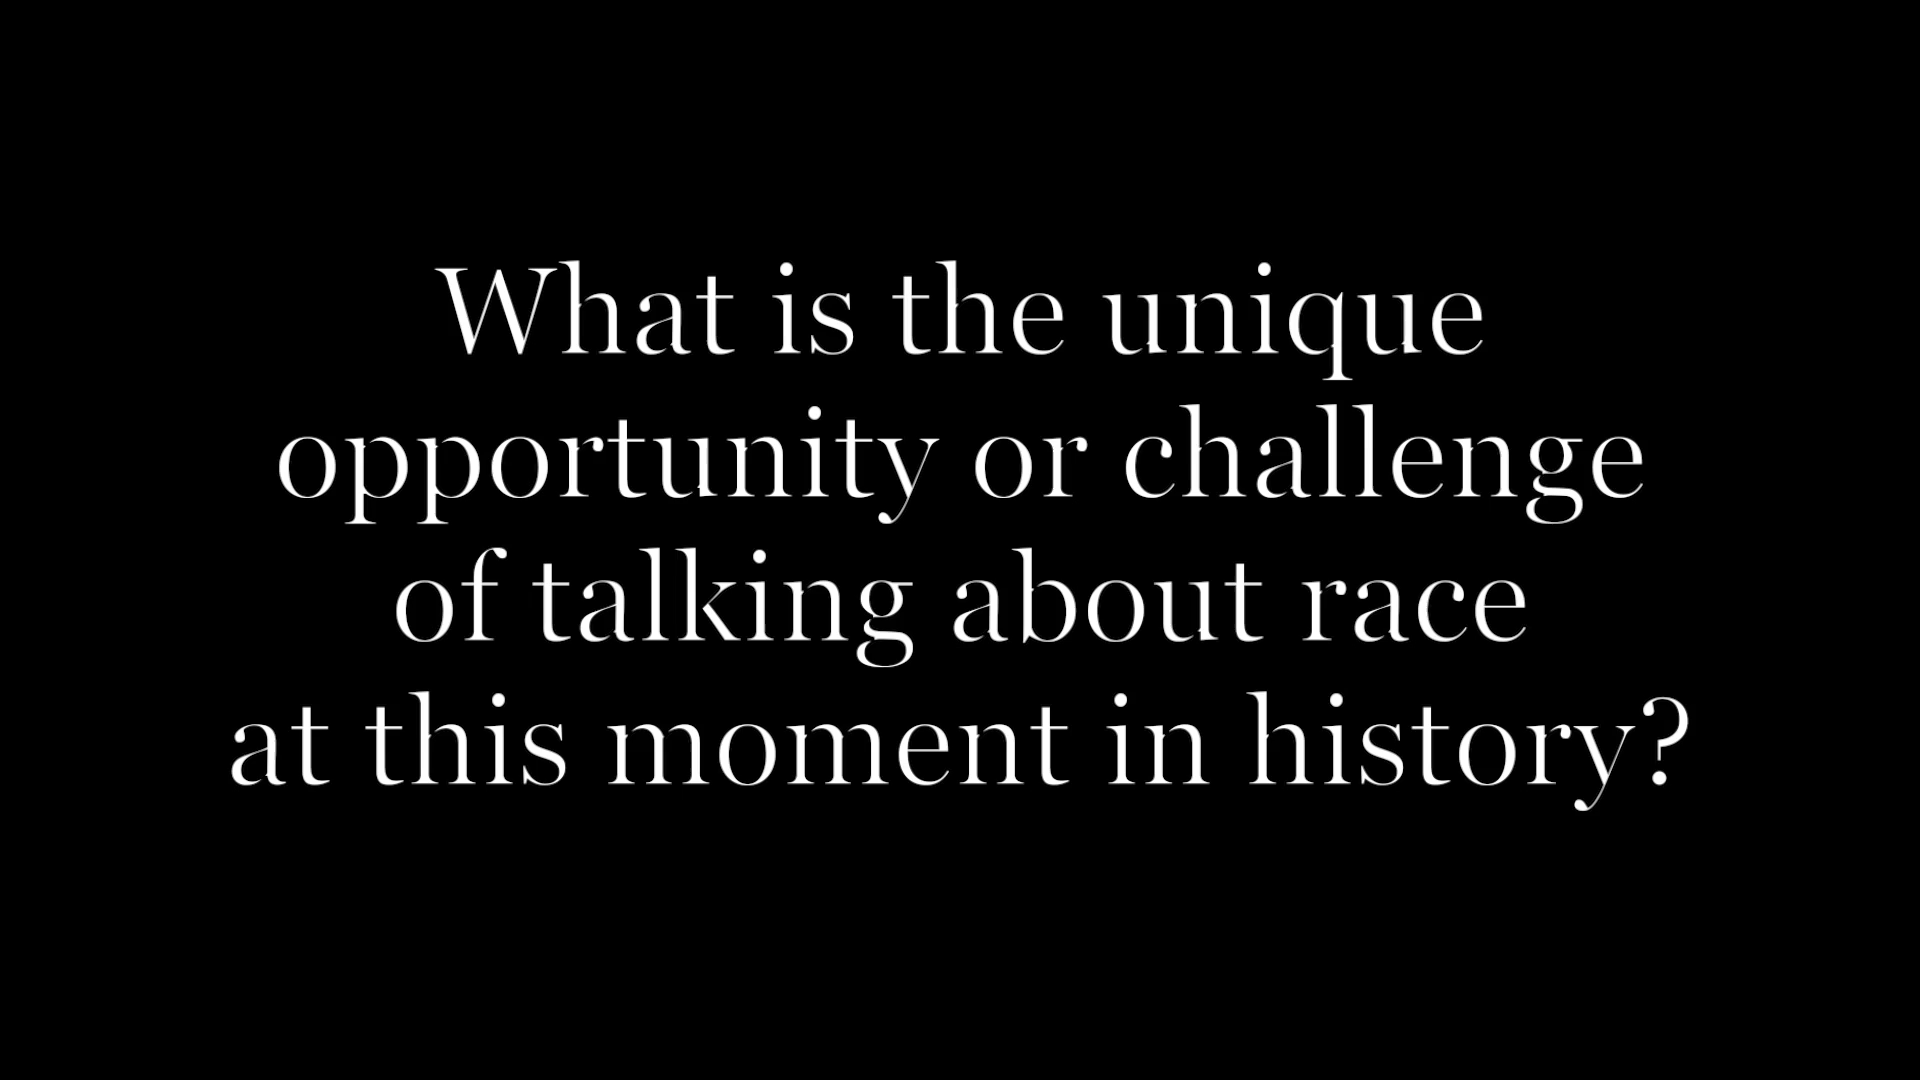 What is the unique
opportunity or challenge
of talking about race
at this moment in history?